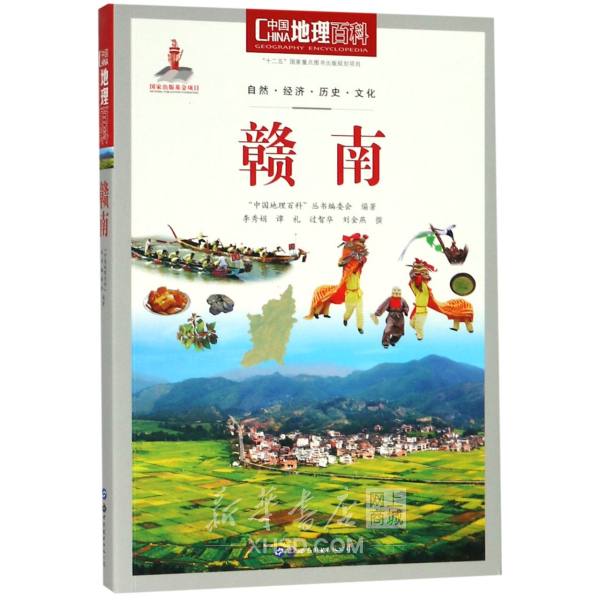 中国
CHINA 地理百科
GEOGRAPHY ENCYCLOPEDIA
"十二五"国家重点图书出版规划项目
国家出版基金项目
自然·经济·历史·文化
赣南
"中国地理百科"丛书编委会 编著
李秀娟 谭 礼 过智华 刘金燕 撰
中国
CHINA
地理百科
赣南
新华书店
网上商城
XH3D.COM